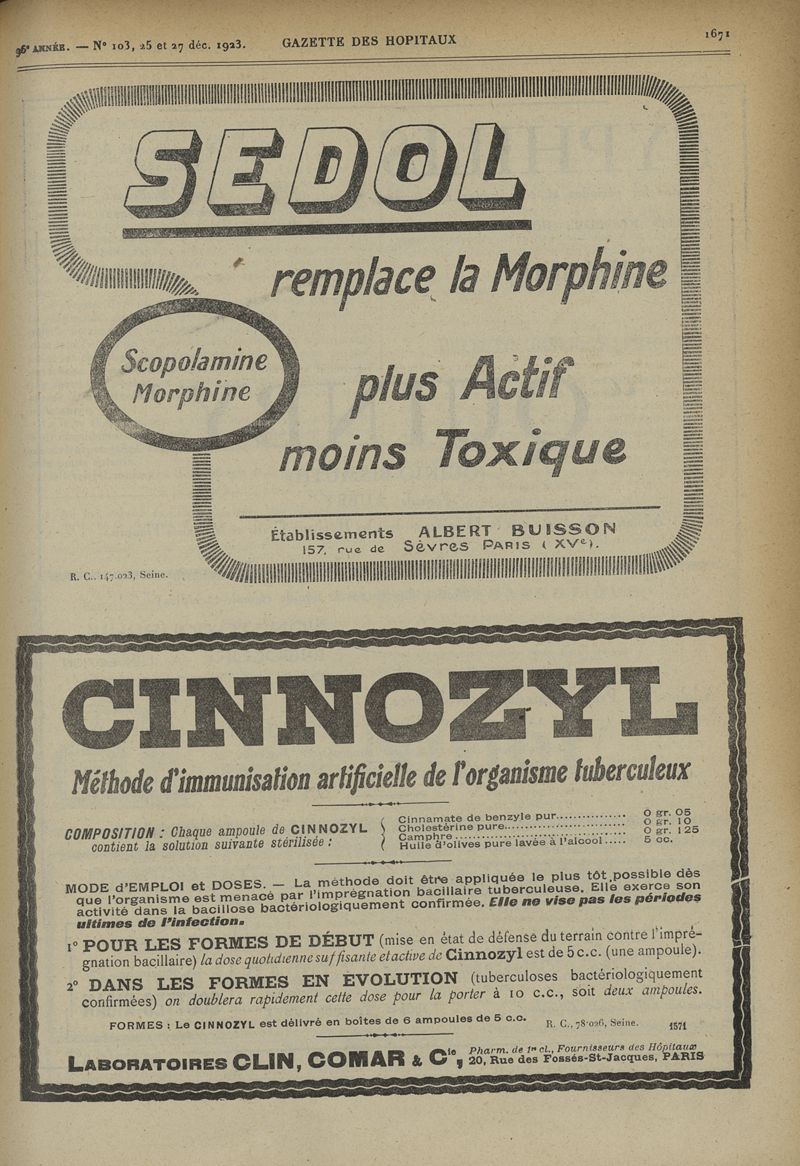 96e ANNÉE. — N° 103, 25 et 27 déc. 1923. GAZETTE DES HOPITAUX 1671
SEDOL
remplace la Morphine
Scopolamine
Morphine
plus Actif
moins Toxique
Établissements ALBERT BUISSON
157, rue de Sèvres PARIS (XVe).
R. C., 147.023, Seine.
CINNOZYL
Méthode d'immunisation artificielle de l'organisme tuberculeux
COMPOSITION : Chaque ampoule de CINNOZYL
contient la solution suivante stérilisée :
Cinnamate de benzyle pur.............. 0 gr. 05
Cholestérine pure.............. 0 gr. 10
Camphre.............. 0 gr. 125
Huile d'olives pure lavée à l'alcool..... 5 cc.
MODE d'EMPLOI et DOSES. — La méthode doit être appliquée le plus tôt possible dès
que l'organisme est menacé par l'imprégnation bacillaire tuberculeuse. Elle exerce son
activité dans la bacillose bactériologiquement confirmée. Elle ne vise pas les périodes
ultimes de l'infection.
1° POUR LES FORMES DE DÉBUT (mise en état de défense du terrain contre l'impré-
gnation bacillaire) la dose quotidienne suffisante et active de Cinnozyl est de 5 c.c. (une ampoule).
2° DANS LES FORMES EN ÉVOLUTION (tuberculoses bactériologiquement
confirmées) on doublera rapidement cette dose pour la porter à 10 c.c., soit deux ampoules.
FORMES : Le CINNOZYL est délivré en boîtes de 6 ampoules de 5 c.c. R. C., 78.026, Seine. 1571
LABORATOIRES CLIN, COMAR & Cie, Pharm. de 1re cl., Fournisseurs des Hôpitaux
20, Rue des Fossés-St-Jacques, PARIS